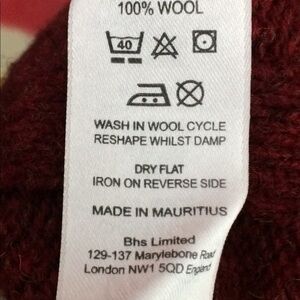 100% WOOL
40
WASH IN WOOL CYCLE
RESHAPE WHILST DAMP
DRY FLAT
IRON ON REVERSE SIDE
MADE IN MAURITIUS
Bhs Limited
129-137 Marylebone Road
London NW1 5QD England